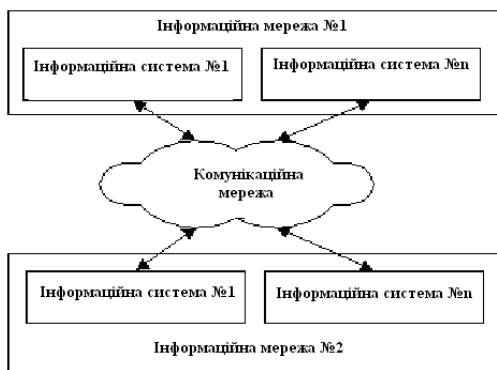 Інформаційна мережа №1
Інформаційна система №1
Інформаційна система №n
Комунікаційна
мережа
Інформаційна система №1
Інформаційна система №n
Інформаційна мережа №2